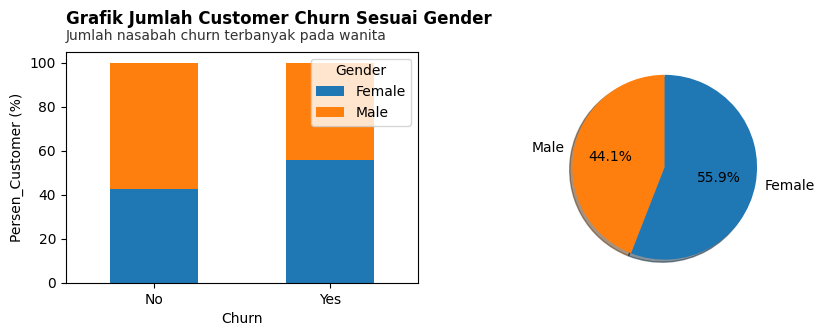 Grafik Jumlah Customer Churn Sesuai Gender
Jumlah nasabah churn terbanyak pada wanita
Persen_Customer (%)
100
80
60
40
20
0
No
Yes
Churn
Gender
Female
Male
Male
44.1%
55.9%
Female